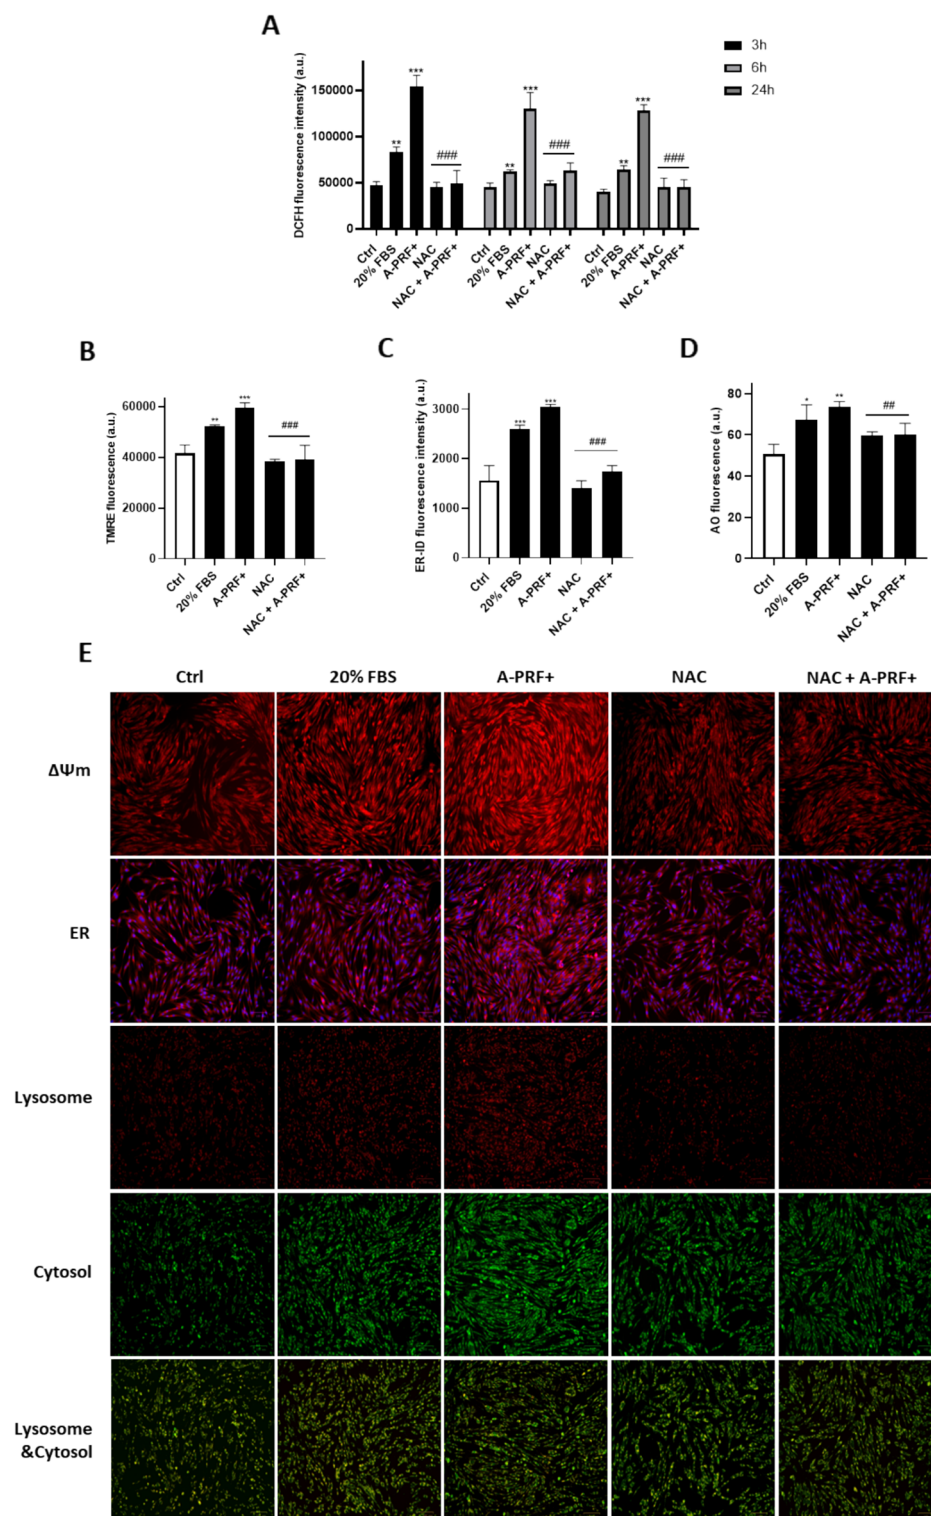 A
3h
6h
24h
DCFH fluorescence intensity (a.u.)
150000
100000
50000
0
***
**
###
***
**
###
***
**
###
Ctrl
20% FBS
A-PRF+
NAC
NAC + A-PRF+
Ctrl
20% FBS
A-PRF+
NAC
NAC + A-PRF+
Ctrl
20% FBS
A-PRF+
NAC
NAC + A-PRF+
B
TMRE fluorescence (a.u.)
60000
40000
20000
0
**
***
###
Ctrl
20% FBS
A-PRF+
NAC
NAC + A-PRF+
C
ER-ID fluorescence intensity (a.u.)
3000
2000
1000
0
***
***
###
Ctrl
20% FBS
A-PRF+
NAC
NAC + A-PRF+
D
AO fluorescence (a.u.)
80
60
40
20
0
*
**
##
Ctrl
20% FBS
A-PRF+
NAC
NAC + A-PRF+
E
Ctrl
20% FBS
A-PRF+
NAC
NAC + A-PRF+
ΔΨm
ER
Lysosome
Cytosol
Lysosome
&Cytosol